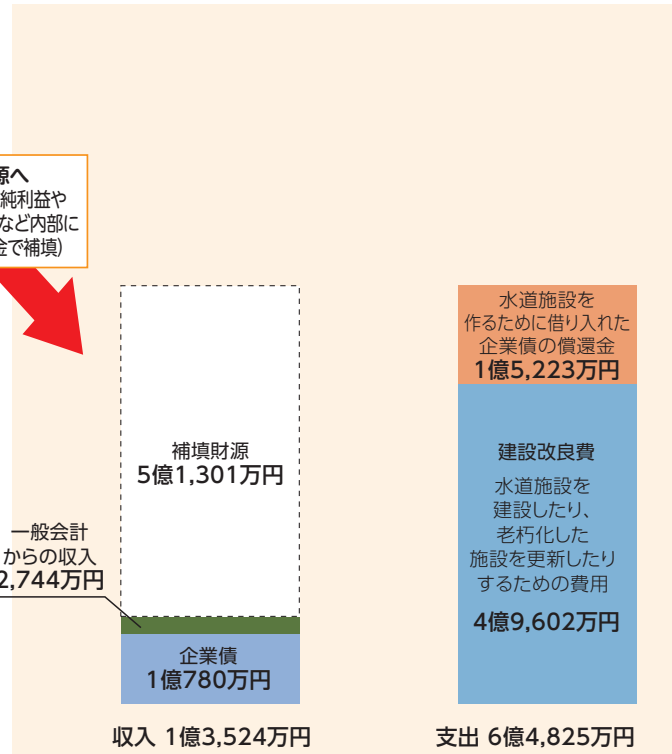 源へ
純利益や
など内部に
金で補填)
補填財源
5億1,301万円
一般会計
からの収入
2,744万円
企業債
1億780万円
収入 1億3,524万円
水道施設を
作るために借り入れた
企業債の償還金
1億5,223万円
建設改良費
水道施設を
建設したり、
老朽化した
施設を更新したり
するための費用
4億9,602万円
支出 6億4,825万円